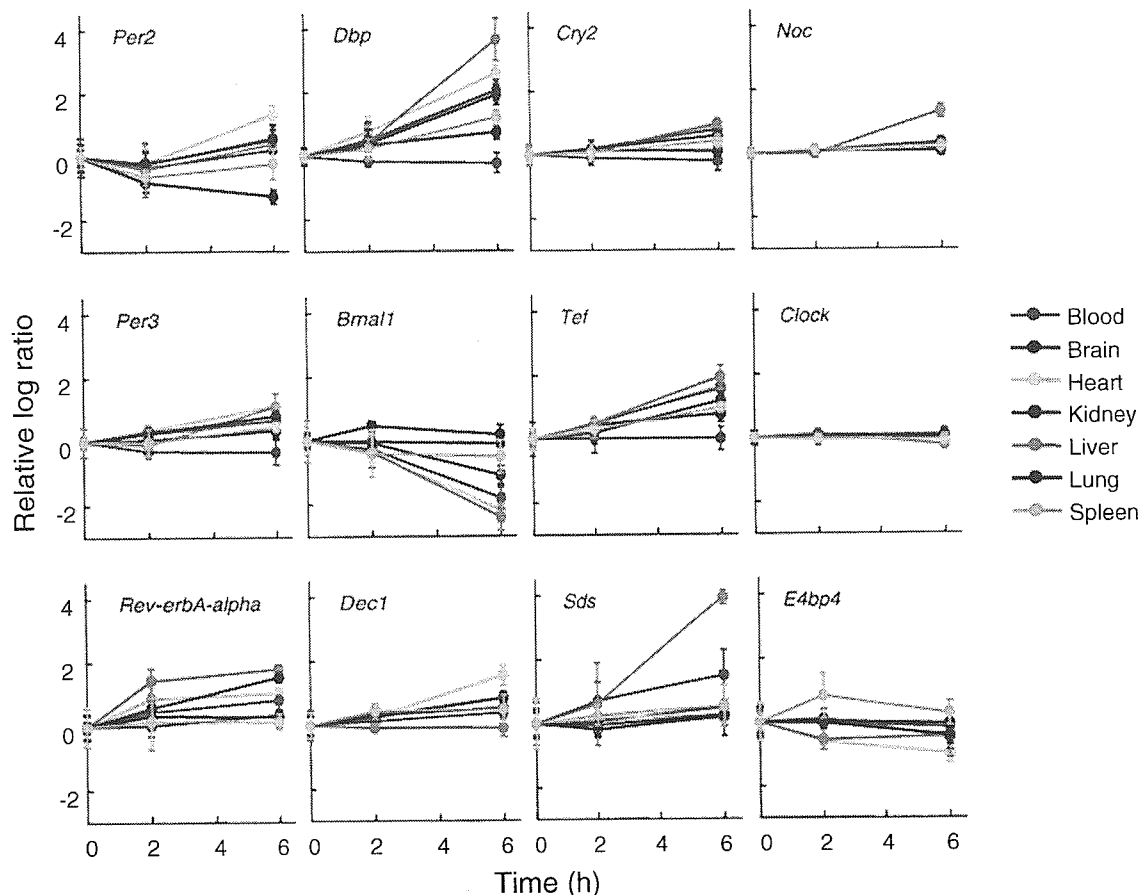 Per2 Dbp Cry2 Noc
4
2
0
-2
Per3 Bmal1 Tef Clock
4
2
0
-2
Rev-erbA-alpha Dec1 Sds E4bp4
4
2
0
-2
0 2 4 6 0 2 4 6 0 2 4 6 0 2 4 6
Time (h)
Relative log ratio
Blood
Brain
Heart
Kidney
Liver
Lung
Spleen